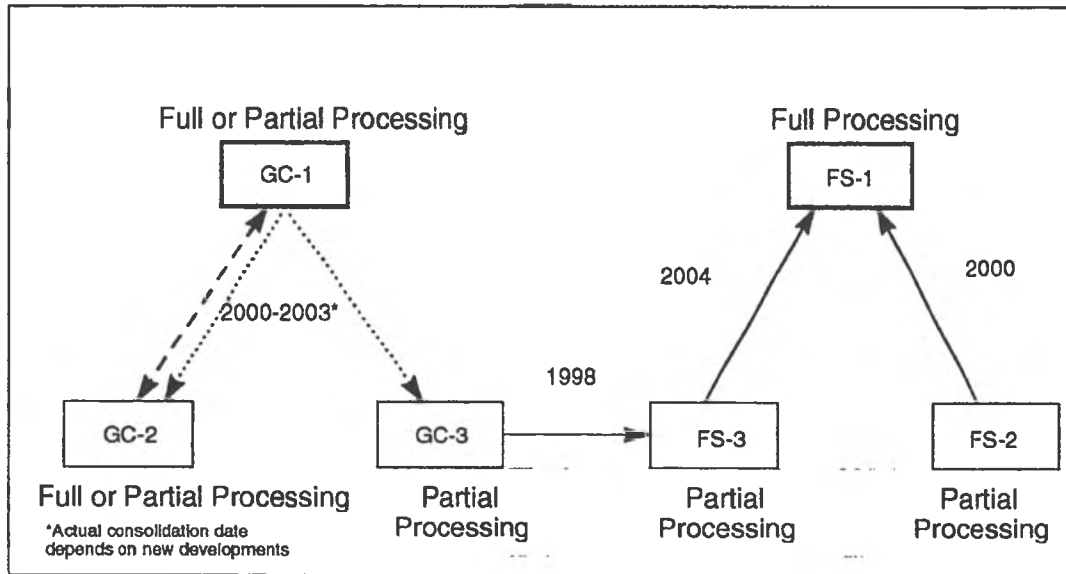 Full or Partial Processing
Full Processing
GC-1
FS-1
2004
2000
2000-2003*
1998
GC-2
GC-3
FS-3
FS-2
Full or Partial Processing
Partial
Processing
Partial
Processing
Partial
Processing
*Actual consolidation date
depends on new developments